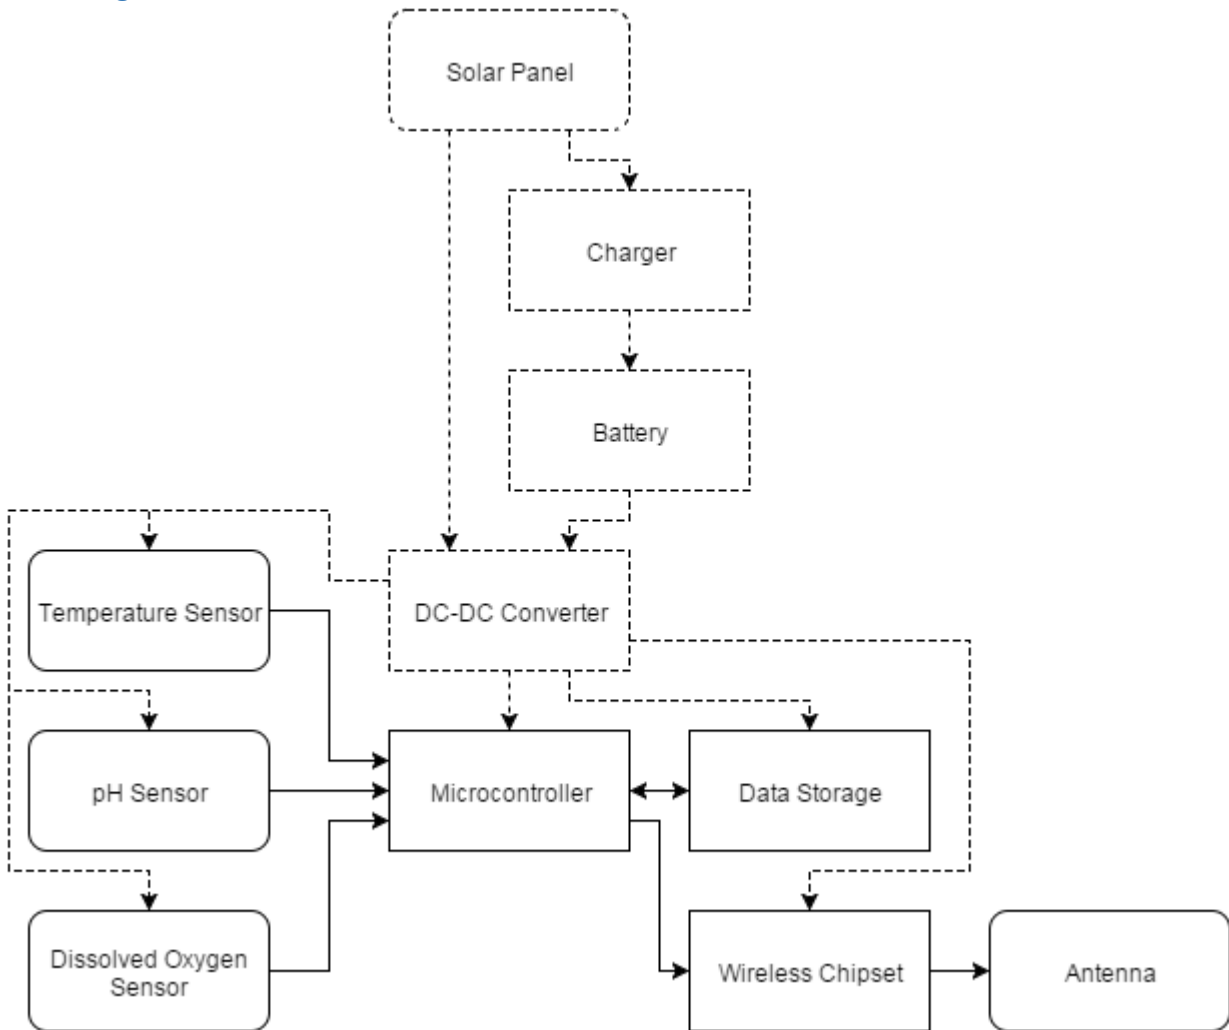 Solar Panel
Charger
Battery
Temperature Sensor
DC-DC Converter
pH Sensor
Microcontroller
Data Storage
Dissolved Oxygen
Sensor
Wireless Chipset
Antenna